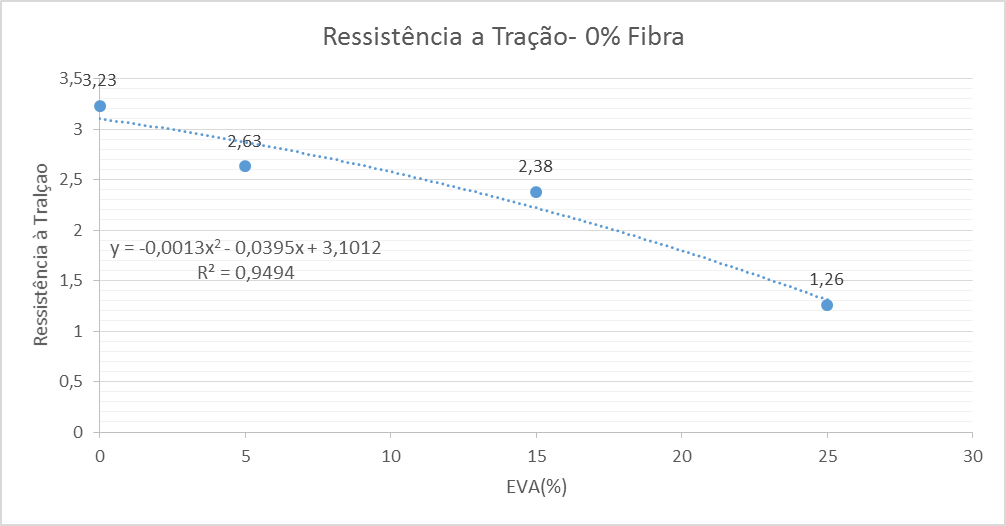 Ressistência a Tração- 0% Fibra
Ressistência à Tralçao
3,5
3
2,5
2
1,5
1
0,5
0
3,23
2,63
2,38
1,26
y = -0,0013x² - 0,0395x + 3,1012
R² = 0,9494
0 5 10 15 20 25 30
EVA(%)